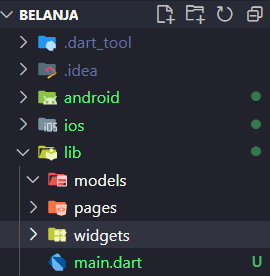 BELANJA
.dart_tool
.idea
android
ios
lib
models
pages
widgets
main.dart U